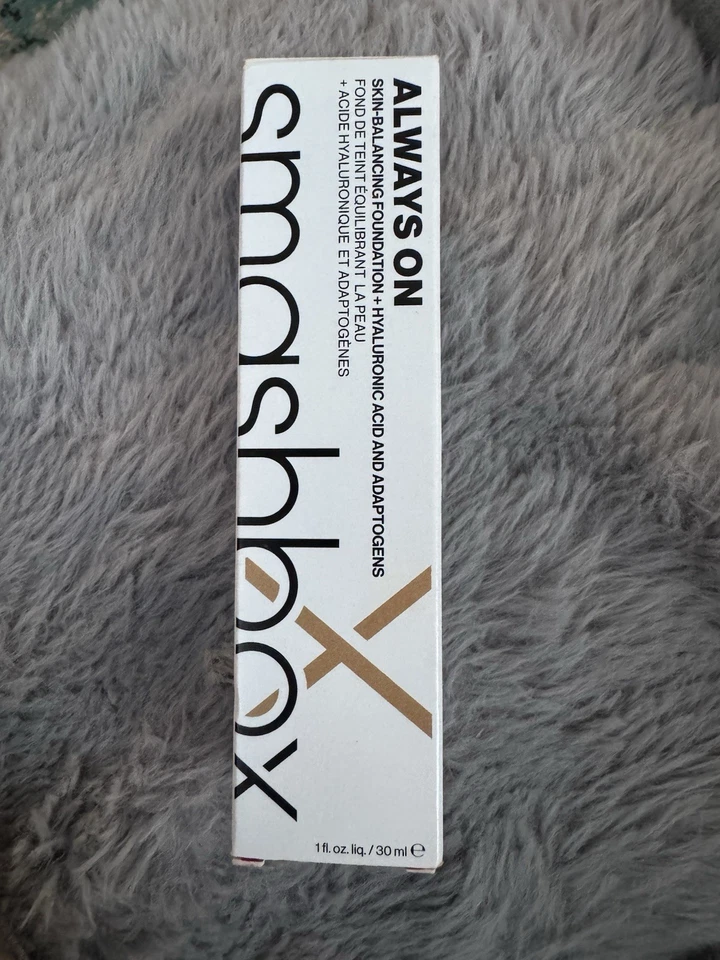 ALWAYS ON
SKIN-BALANCING FOUNDATION + HYALURONIC ACID AND ADAPTOGENS
FOND DE TEINT ÉQUILIBRANT LA PEAU
+ ACIDE HYALURONIQUE ET ADAPTOGÈNES
smashbox
1 fl. oz. liq. / 30 ml ℮